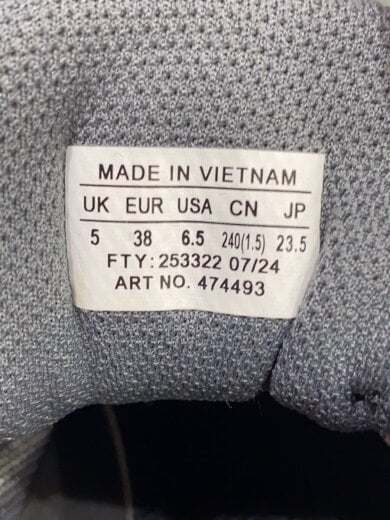 MADE IN VIETNAM
UK EUR USA CN JP
5 38 6.5 240(1.5) 23.5
FTY: 253322 07/24
ART NO. 474493